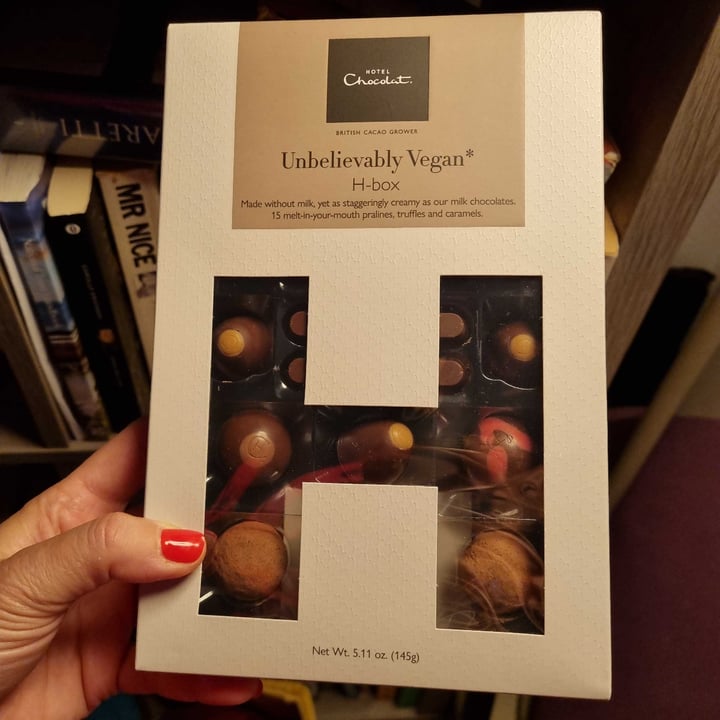 HOTEL
Chocolat.
BRITISH CACAO GROWER
Unbelievably Vegan*
H-box
Made without milk, yet as staggeringly creamy as our milk chocolates.
15 melt-in-your-mouth pralines, truffles and caramels.
Net Wt. 5.11 oz. (145g)
ARETTI
MR NICE